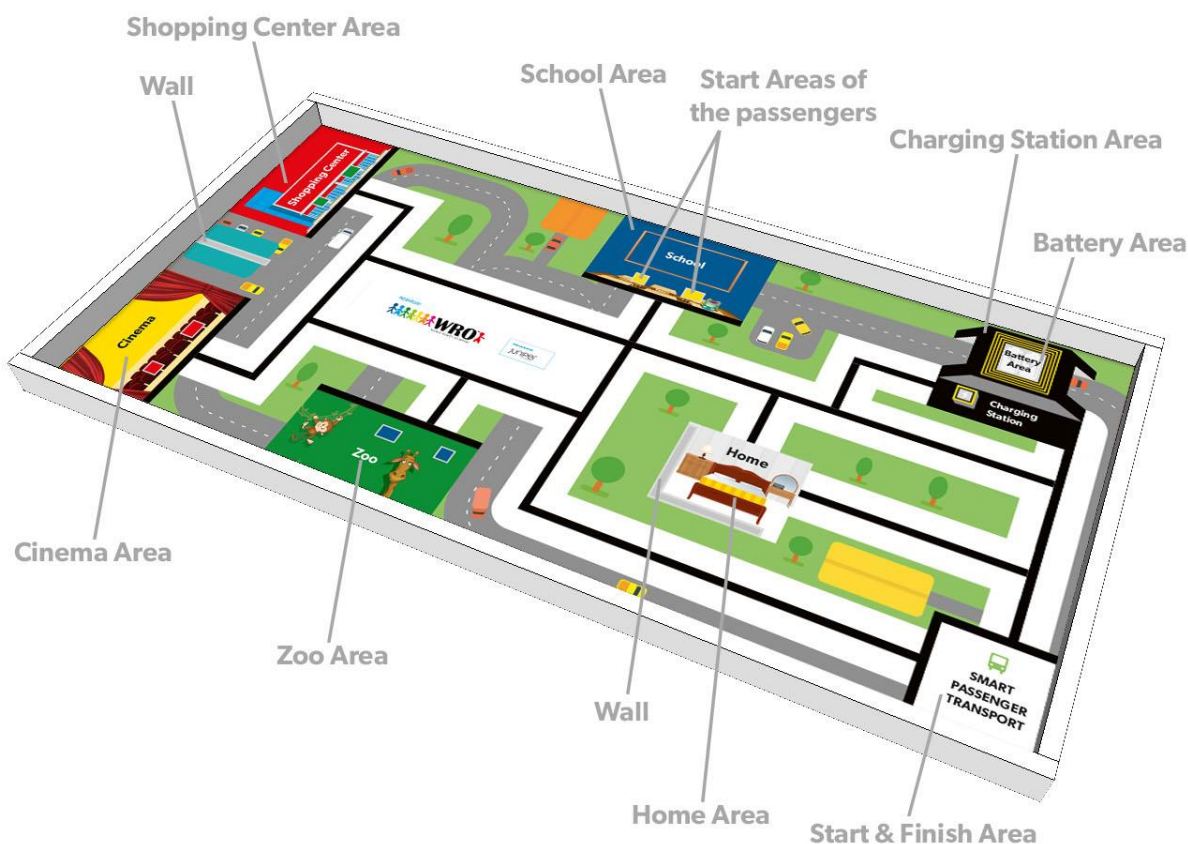 Shopping Center Area
Wall
School Area
Start Areas of
the passengers
Charging Station Area
Battery Area
Shopping Center
School
Cinema
WRO
Juniper
Battery
Area
Charging
Station
Zoo
Home
Cinema Area
Zoo Area
Wall
SMART
PASSENGER
TRANSPORT
Home Area
Start & Finish Area